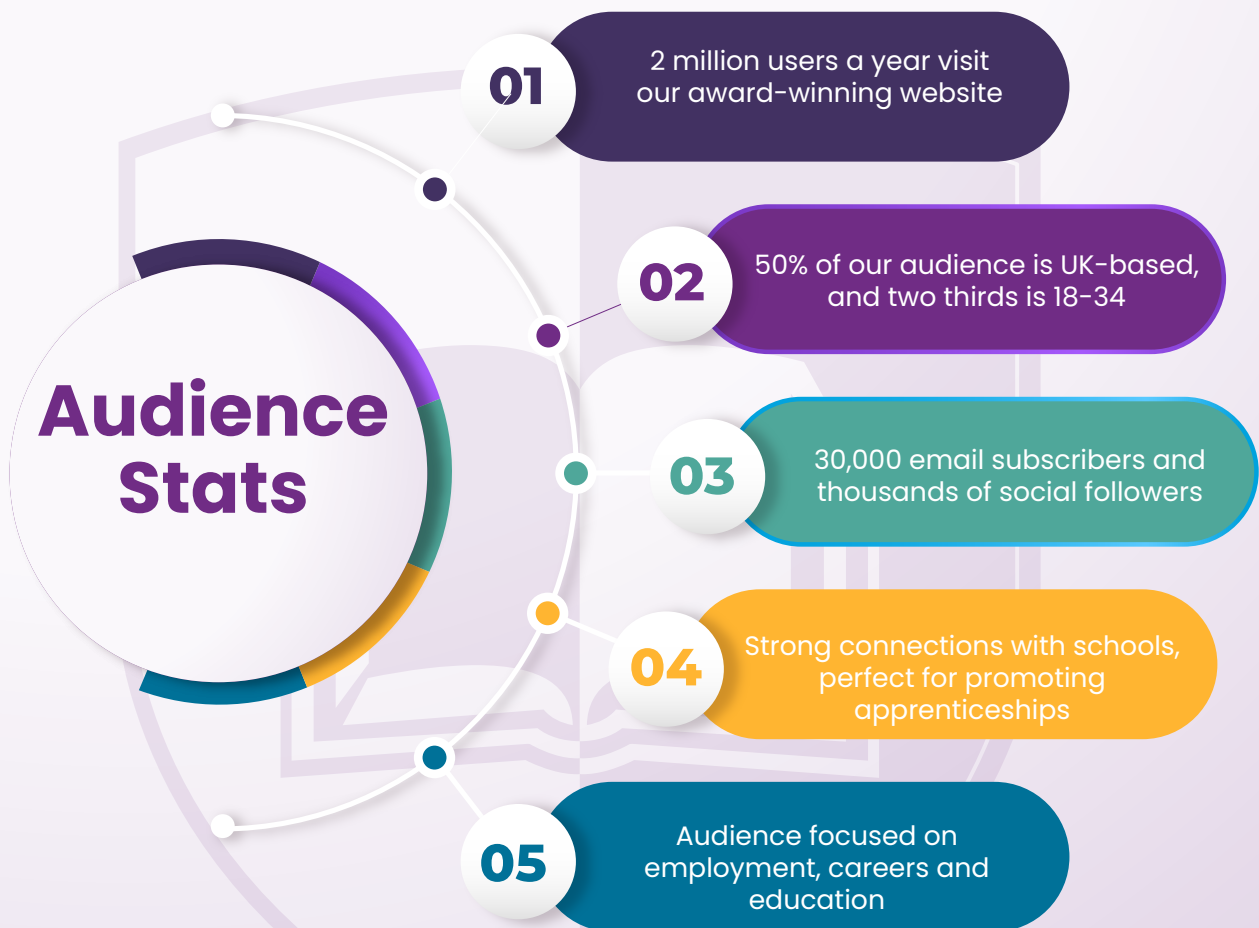 Audience
Stats
01
2 million users a year visit
our award-winning website
02
50% of our audience is UK-based,
and two thirds is 18-34
03
30,000 email subscribers and
thousands of social followers
04
Strong connections with schools,
perfect for promoting
apprenticeships
05
Audience focused on
employment, careers and
education